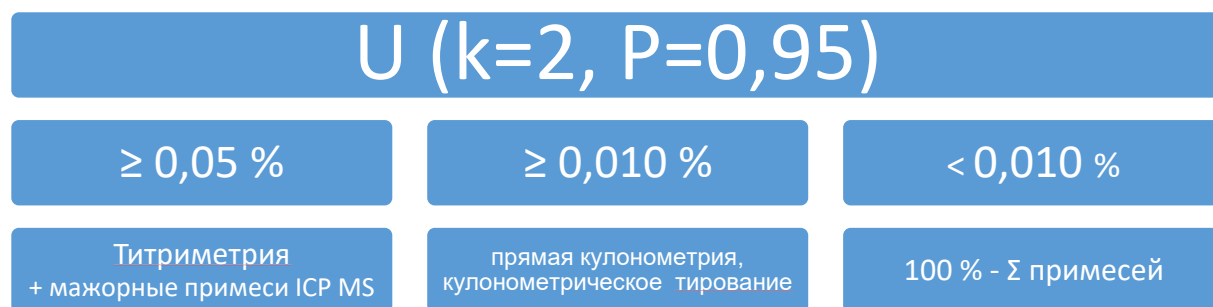 U (k=2, P=0,95)
≥ 0,05 %
≥ 0,010 %
< 0,010 %
Титриметрия
+ мажорные примеси ICP MS
прямая кулонометрия,
кулонометрическое тирование
100 % - Σ примесей